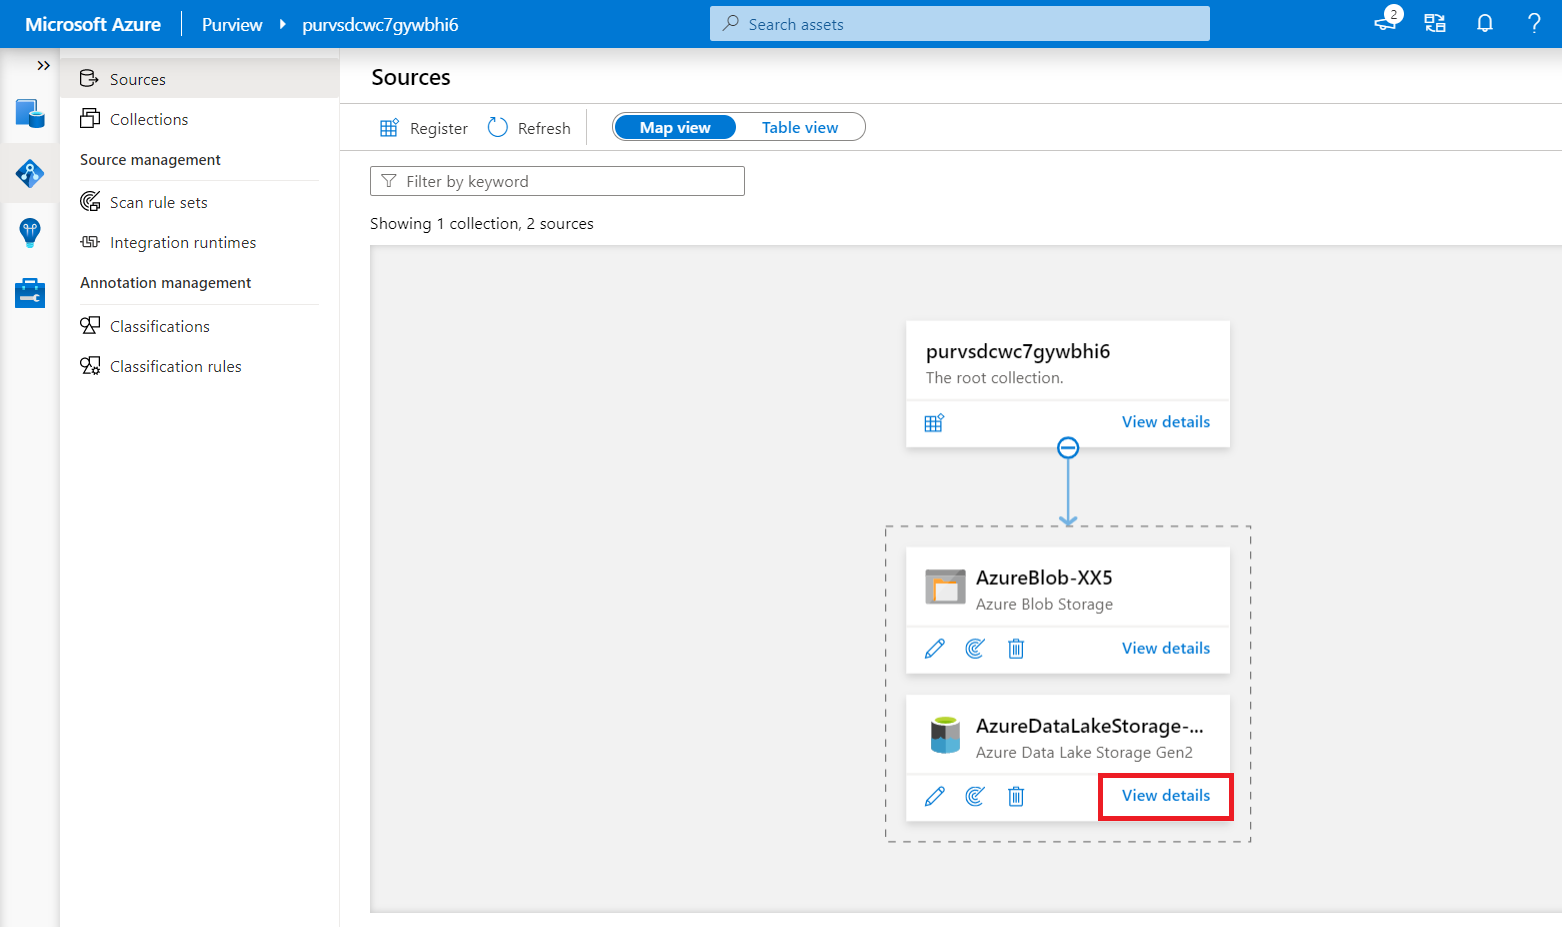 Microsoft Azure
Purview
purvsdcwc7gywbhi6
Search assets
2
?
Sources
Collections
Source management
Scan rule sets
Integration runtimes
Annotation management
Classifications
Classification rules
Sources
Register
Refresh
Map view
Table view
Filter by keyword
Showing 1 collection, 2 sources
purvsdcwc7gywbhi6
The root collection.
View details
AzureBlob-XX5
Azure Blob Storage
View details
AzureDataLakeStorage-...
Azure Data Lake Storage Gen2
View details